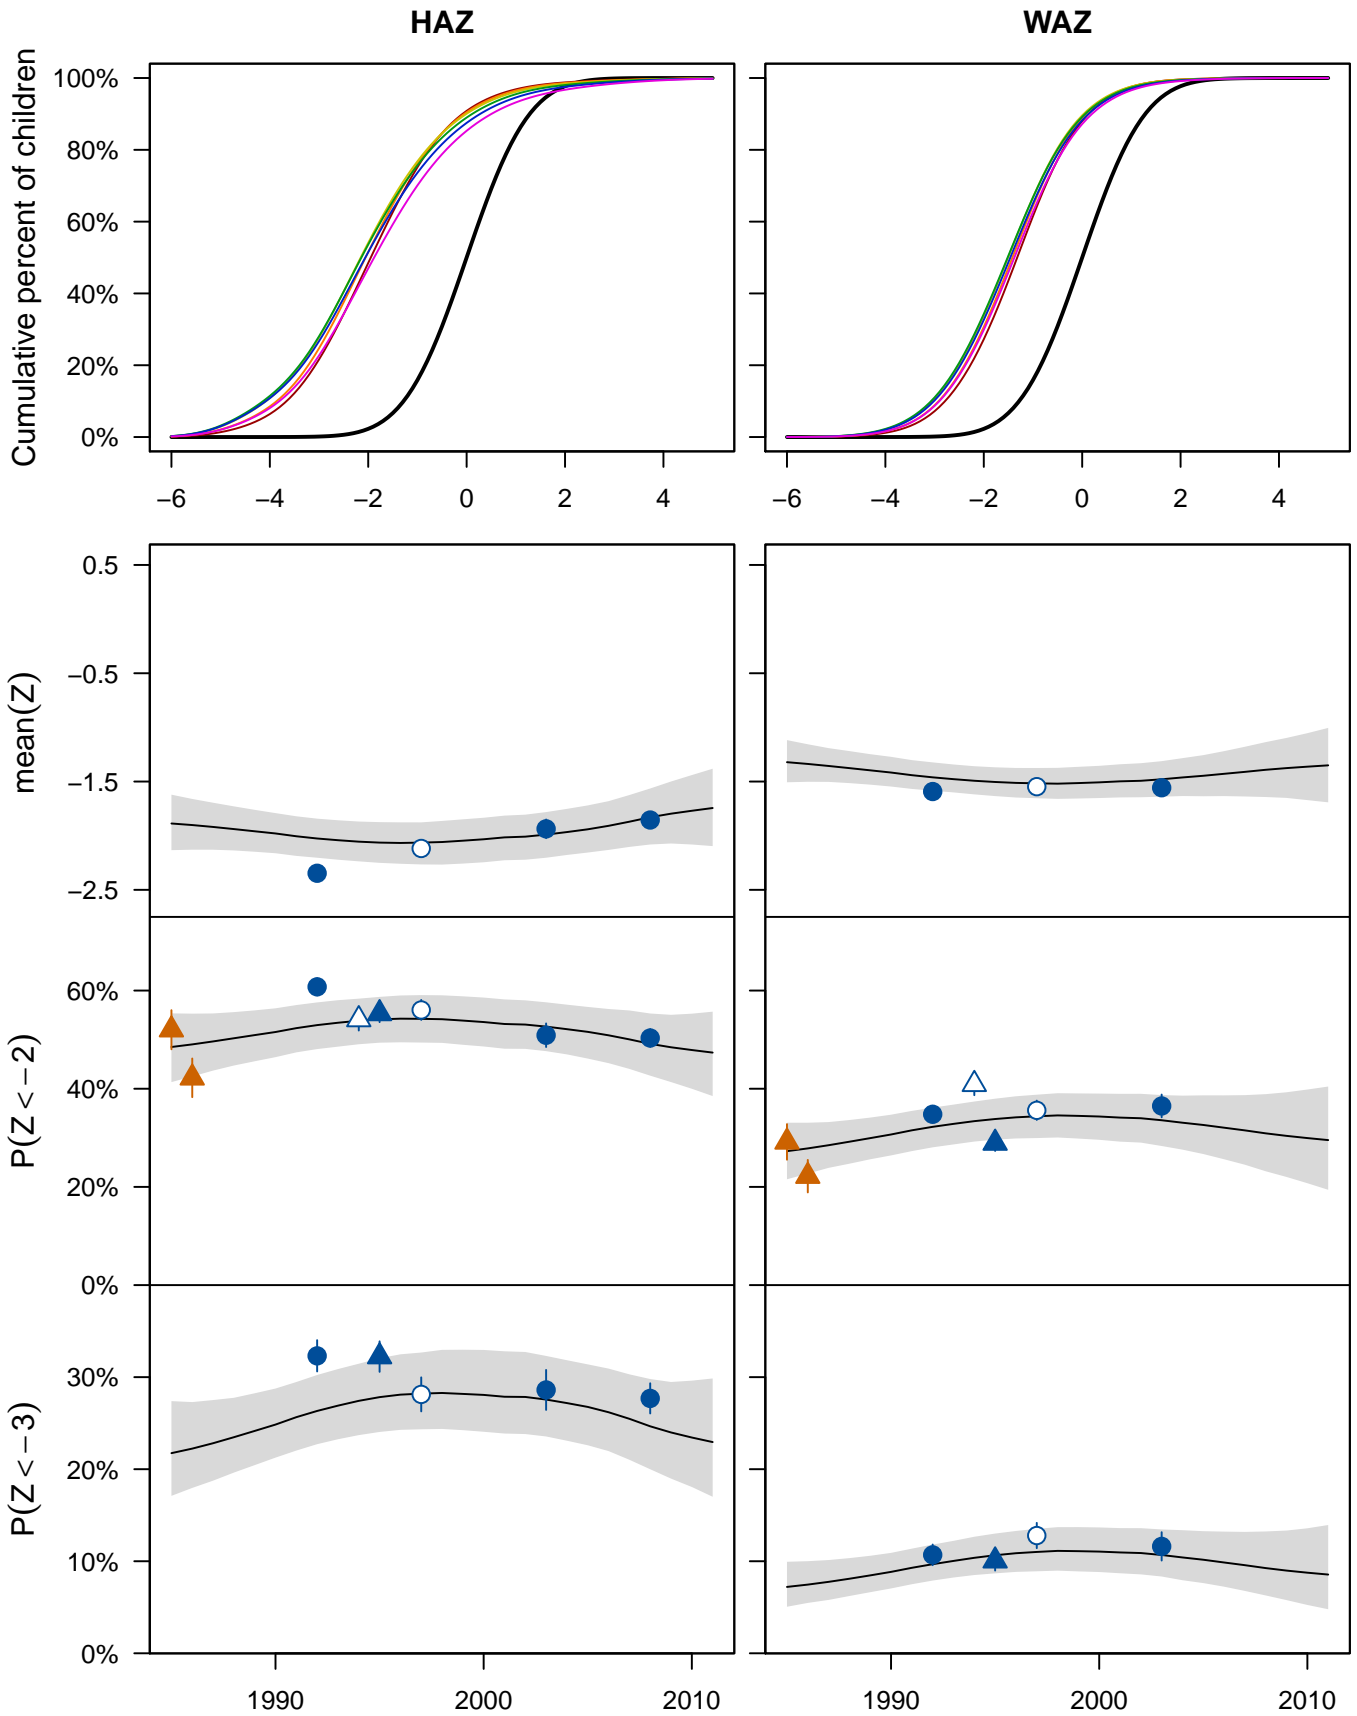 HAZ
WAZ
Cumulative percent of children
100%
80%
60%
40%
20%
0%
−6 −4 −2 0 2 4
−6 −4 −2 0 2 4
mean(Z)
0.5
−0.5
−1.5
−2.5
P(Z < −2)
60%
40%
20%
0%
P(Z < −3)
30%
20%
10%
0%
1990 2000 2010
1990 2000 2010